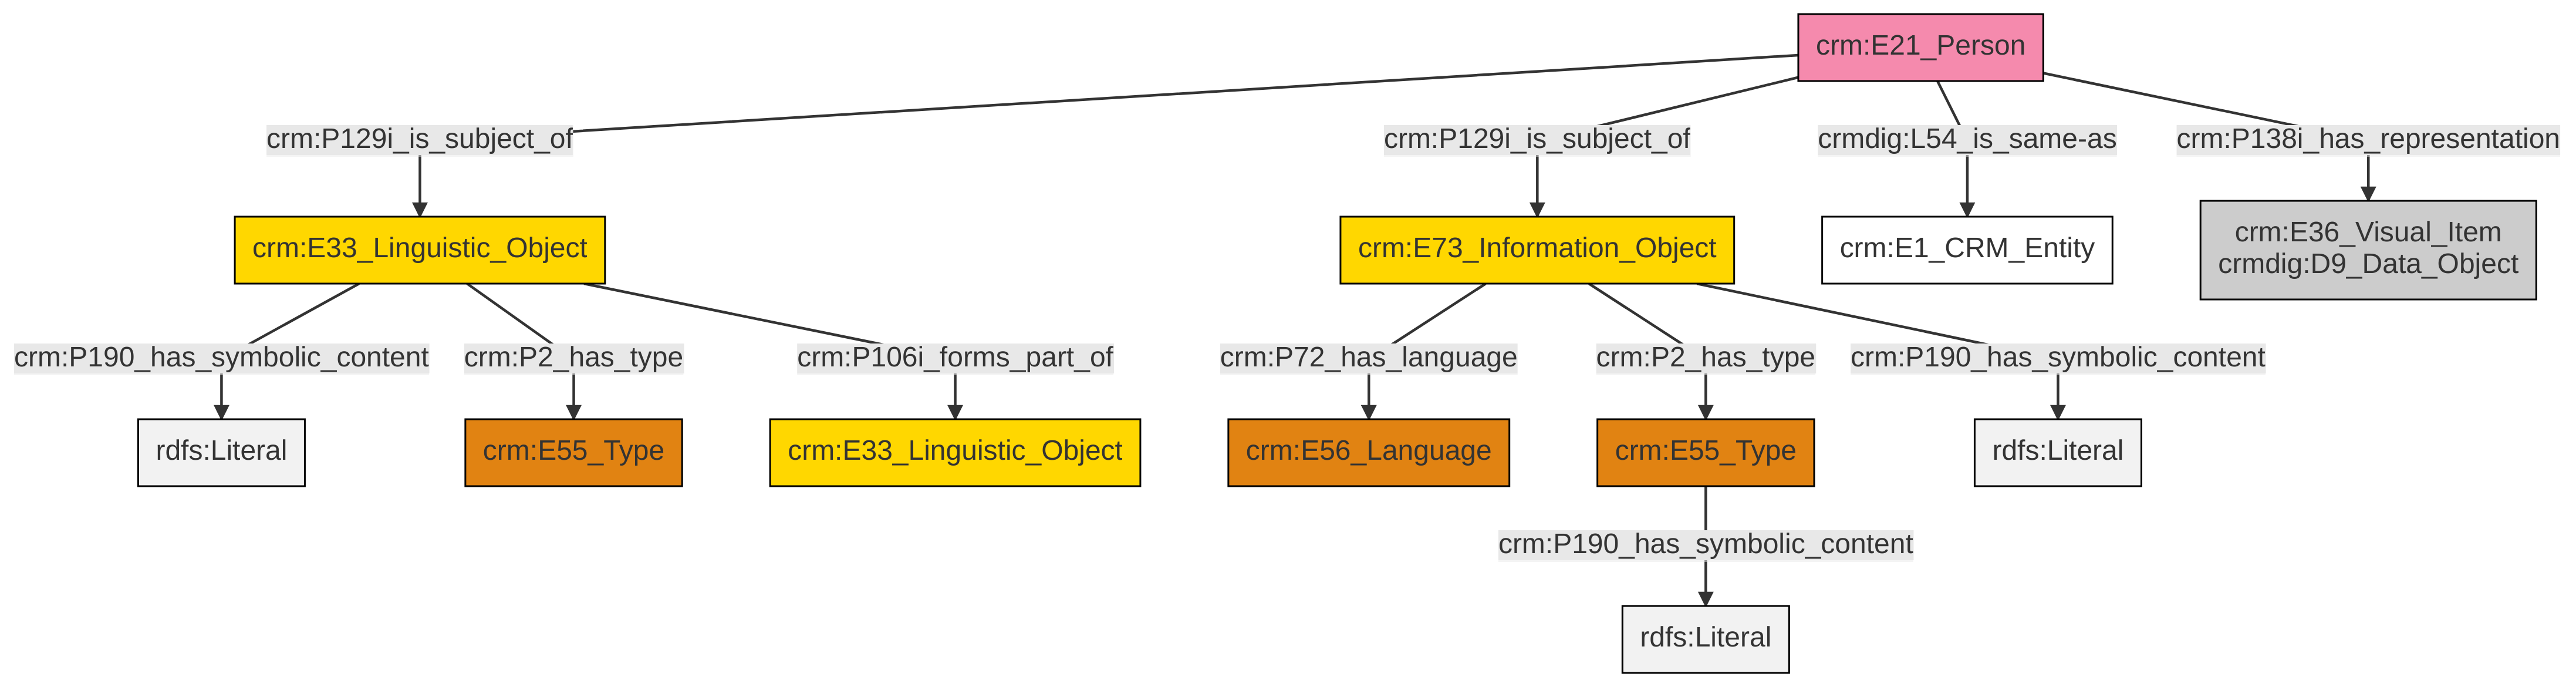 crm:E21_Person
crm:P129i_is_subject_of
crm:P129i_is_subject_of
crmdig:L54_is_same-as
crm:P138i_has_representation
crm:E33_Linguistic_Object
crm:E73_Information_Object
crm:E1_CRM_Entity
crm:E36_Visual_Item
crmdig:D9_Data_Object
crm:P190_has_symbolic_content
crm:P2_has_type
crm:P106i_forms_part_of
crm:P72_has_language
crm:P2_has_type
crm:P190_has_symbolic_content
rdfs:Literal
crm:E55_Type
crm:E33_Linguistic_Object
crm:E56_Language
crm:E55_Type
rdfs:Literal
crm:P190_has_symbolic_content
rdfs:Literal